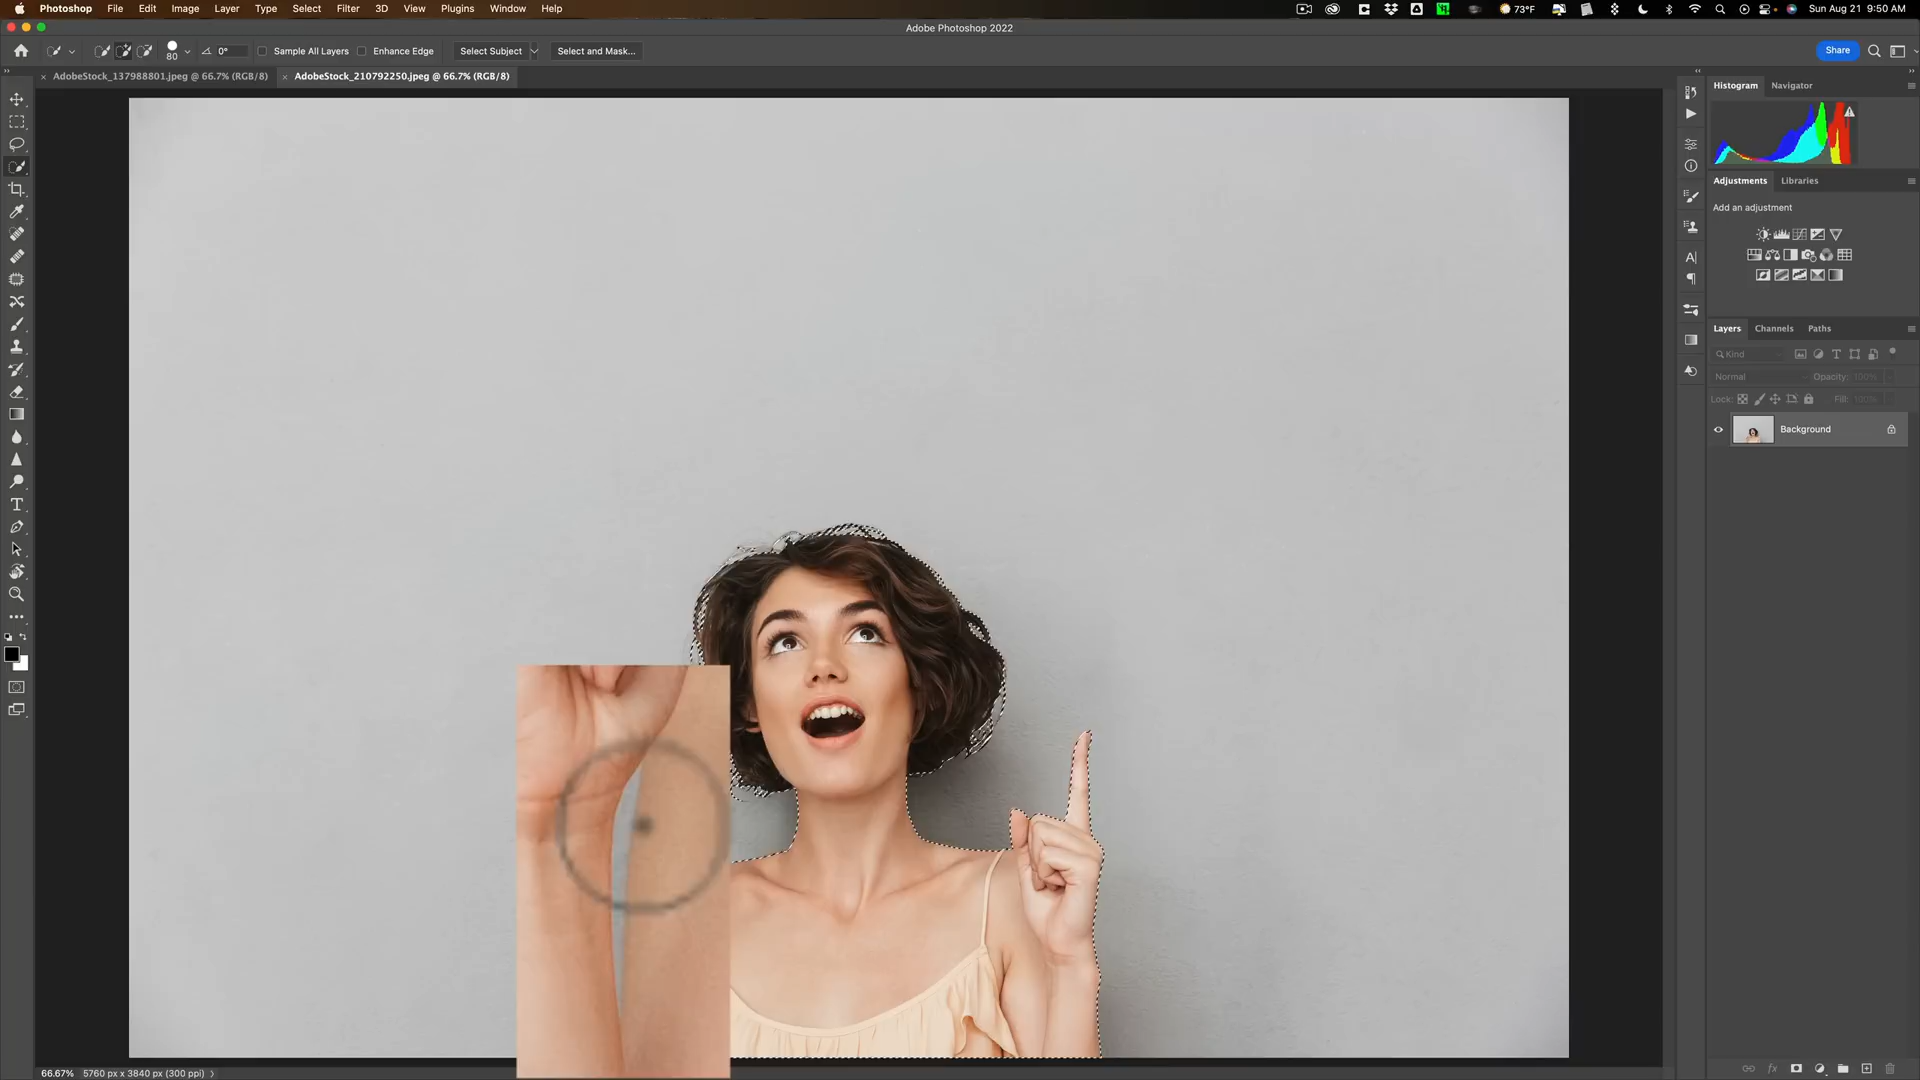 Photoshop File Edit Image Layer Type Select Filter 3D View Plugins Window Help 73°F Sun Aug 21 9:50 AM
Adobe Photoshop 2022
80 0° Sample All Layers Enhance Edge Select Subject Select and Mask... Share
AdobeStock_137988801.jpeg @ 66.7% (RGB/8) AdobeStock_210792250.jpeg @ 66.7% (RGB/8)
Histogram Navigator
Adjustments Libraries
Add an adjustment
Layers Channels Paths
Kind
Normal Opacity: 100%
Lock: Fill: 100%
Background
66.67% 5760 px x 3840 px (300 ppi)